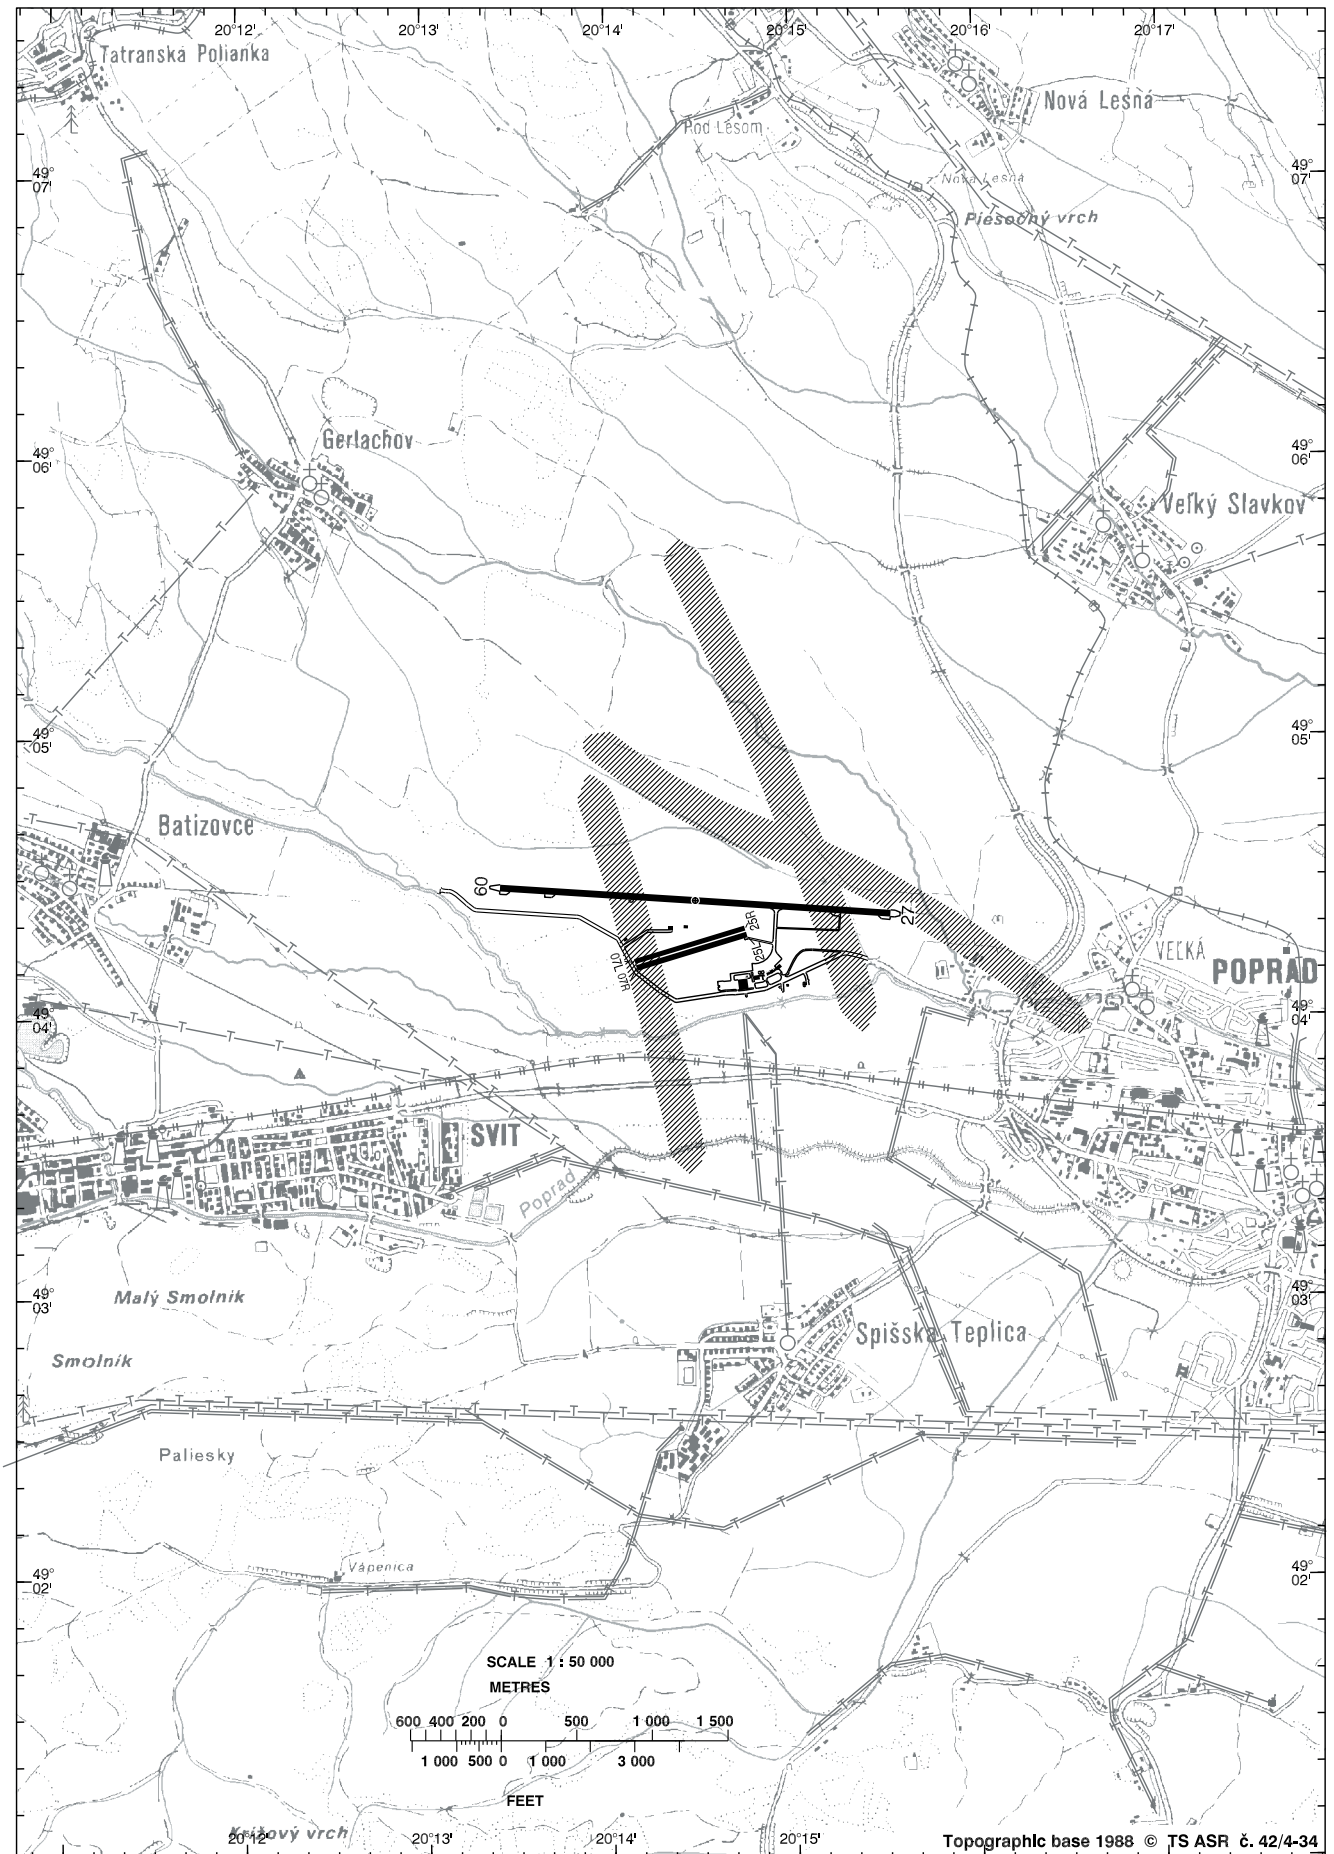 20°12' 20°13' 20°14' 20°15' 20°16' 20°17'
Tatranská Polianka
Nová Lesná
Pod Lesom
49° 07'
49° 07'
Nová Lesná
Piesočný vrch
Gerlachov
49° 06'
49° 06'
Veľký Slavkov
49° 05'
49° 05'
Batizovce
09
27
25R
25L
07L 07R
VEĽKÁ
POPRAD
49° 04'
49° 04'
SVIT
Poprad
Malý Smolník
49° 03'
49° 03'
Spišská Teplica
Smolník
Paliesky
Vápenica
49° 02'
49° 02'
SCALE 1 : 50 000
METRES
600 400 200 0 500 1 000 1 500
1 000 500 0 1 000 3 000
FEET
Krížový vrch
20°12' 20°13' 20°14' 20°15'
Topographic base 1988 © TS ASR č. 42/4-34